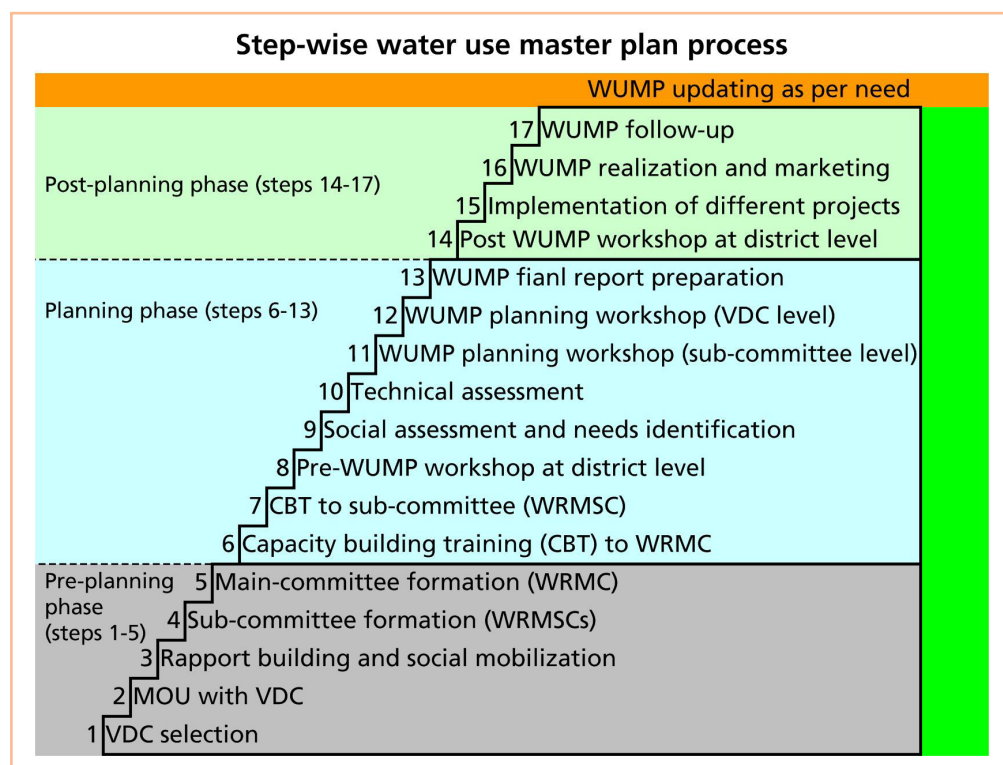 Step-wise water use master plan process
WUMP updating as per need
17 WUMP follow-up
16 WUMP realization and marketing
Post-planning phase (steps 14-17)
15 Implementation of different projects
14 Post WUMP workshop at district level
13 WUMP fianl report preparation
Planning phase (steps 6-13)
12 WUMP planning workshop (VDC level)
11 WUMP planning workshop (sub-committee level)
10 Technical assessment
9 Social assessment and needs identification
8 Pre-WUMP workshop at district level
7 CBT to sub-committee (WRMSC)
6 Capacity building training (CBT) to WRMC
Pre-planning
phase
(steps 1-5)
5 Main-committee formation (WRMC)
4 Sub-committee formation (WRMSCs)
3 Rapport building and social mobilization
2 MOU with VDC
1 VDC selection